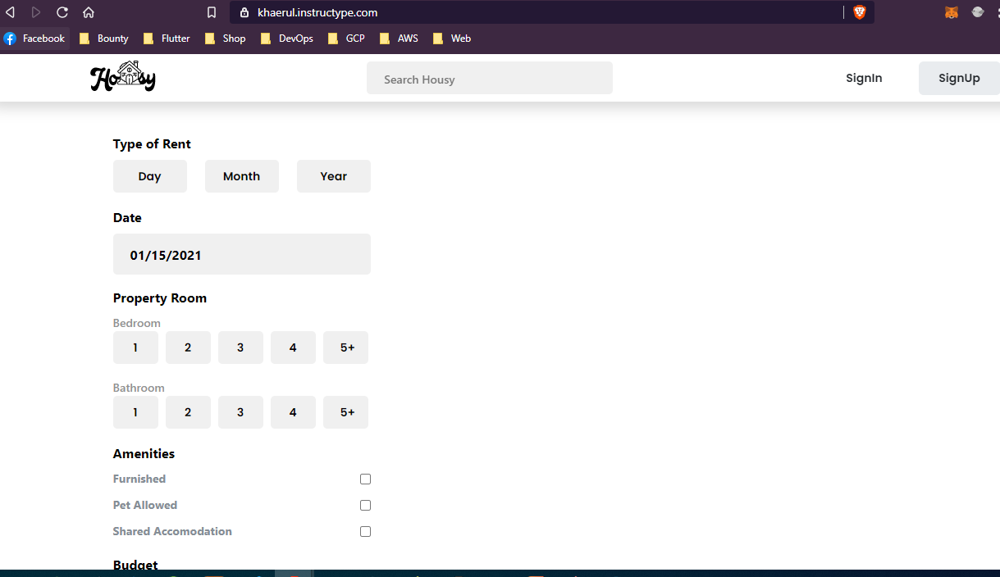 khaerul.instructype.com
Facebook Bounty Flutter Shop DevOps GCP AWS Web
Housy Search Housy SignIn SignUp
Type of Rent
Day Month Year
Date
01/15/2021
Property Room
Bedroom
1 2 3 4 5+
Bathroom
1 2 3 4 5+
Amenities
Furnished
Pet Allowed
Shared Accomodation
Budget